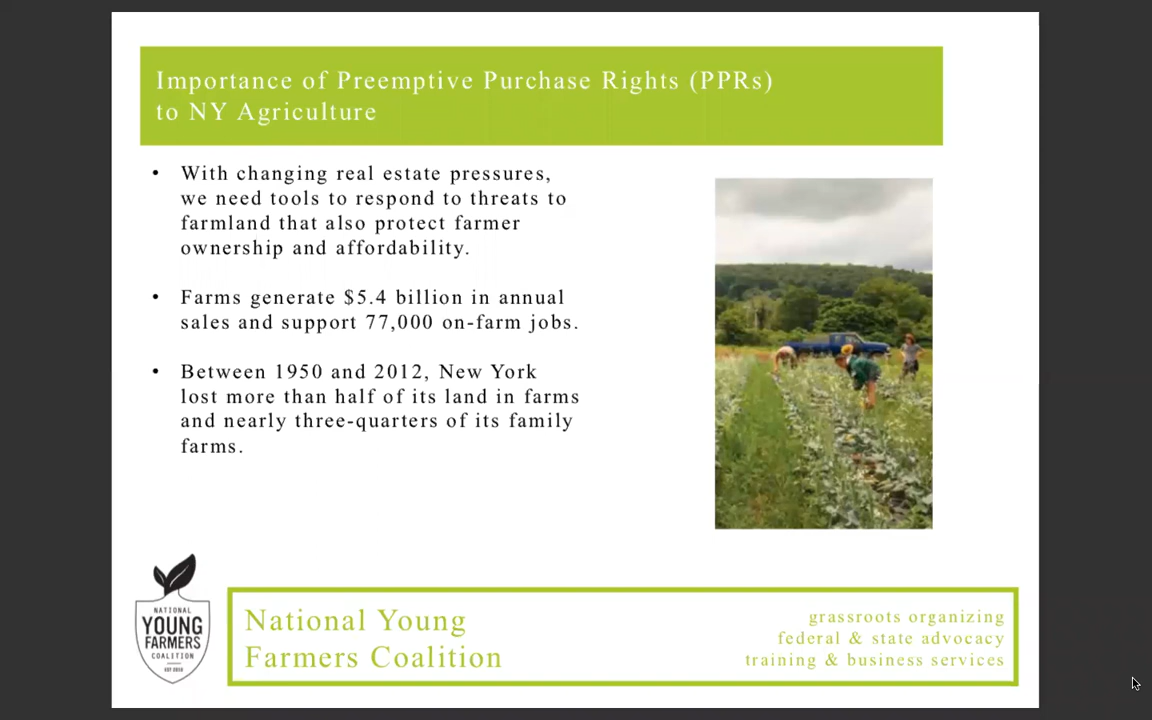 Importance of Preemptive Purchase Rights (PPRs)
to NY Agriculture
• With changing real estate pressures,
we need tools to respond to threats to
farmland that also protect farmer
ownership and affordability.
• Farms generate $5.4 billion in annual
sales and support 77,000 on-farm jobs.
• Between 1950 and 2012, New York
lost more than half of its land in farms
and nearly three-quarters of its family
farms.
NATIONAL
YOUNG
FARMERS
COALITION
EST 2010
National Young
Farmers Coalition
grassroots organizing
federal & state advocacy
training & business services